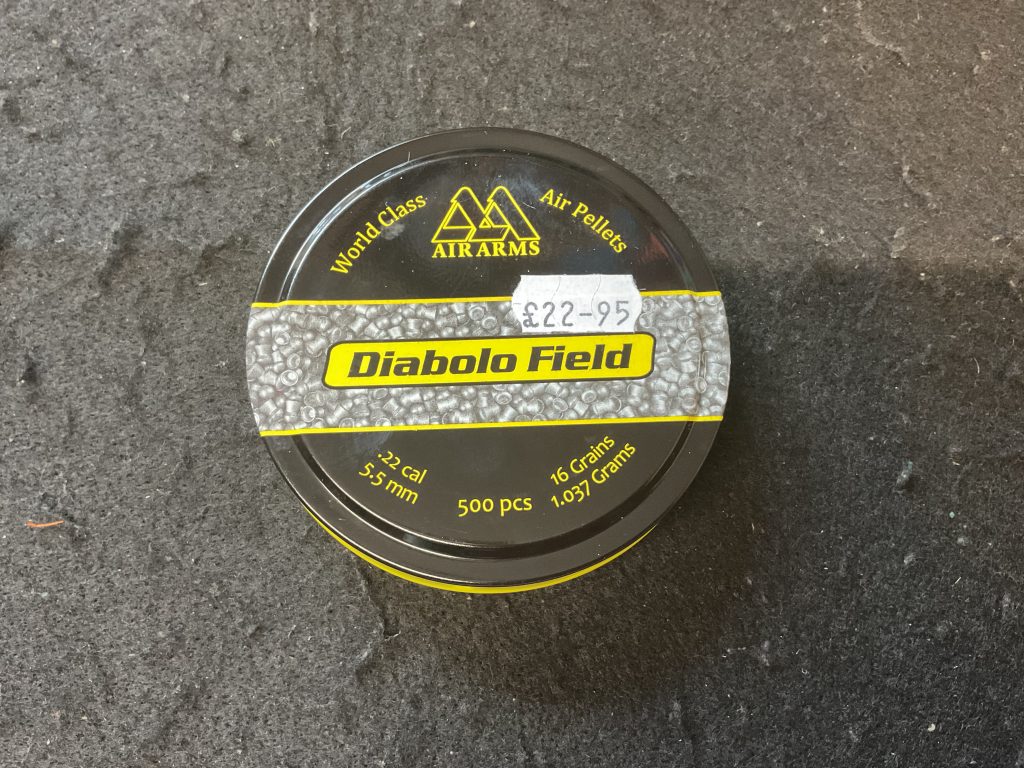 World Class
AIR ARMS
Air Pellets
£22-95
Diabolo Field
.22 cal
5.5 mm
500 pcs
16 Grains
1.037 Grams